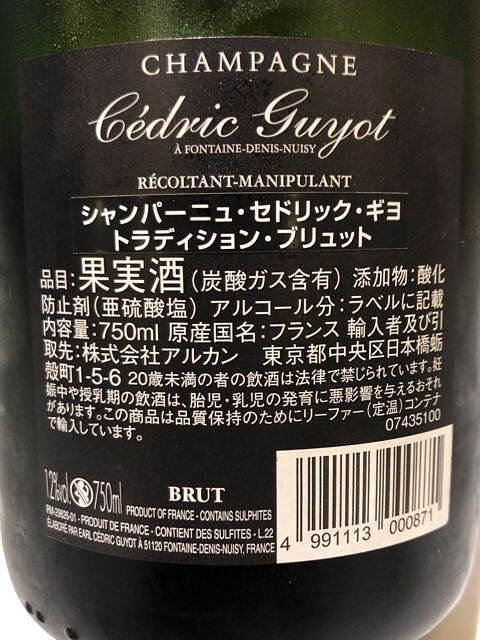 CHAMPAGNE
Cédric Guyot
À FONTAINE-DENIS-NUISY
RÉCOLTANT-MANIPULANT
シャンパーニュ・セドリック・ギヨ
トラディション・ブリュット
品目:果実酒(炭酸ガス含有) 添加物:酸化
防止剤(亜硫酸塩) アルコール分:ラベルに記載
内容量:750ml 原産国名:フランス 輸入者及び引
取先:株式会社アルカン 東京都中央区日本橋蛎
殻町1-5-6 20歳未満の者の飲酒は法律で禁じられています。妊
娠中や授乳期の飲酒は、胎児・乳児の発育に悪影響を与えるおそれ
があります。この商品は品質保持のためにリーファー(定温)コンテナ
で輸入しています。 07435100
12%vol 750ml
BRUT
PRODUCT OF FRANCE - CONTAINS SULPHITES
RM-29826-01 - PRODUIT DE FRANCE - CONTIENT DES SULFITES - L.22
ÉLABORÉ PAR EARL CÉDRIC GUYOT À 51120 FONTAINE-DENIS-NUISY, FRANCE
4 991113 000871